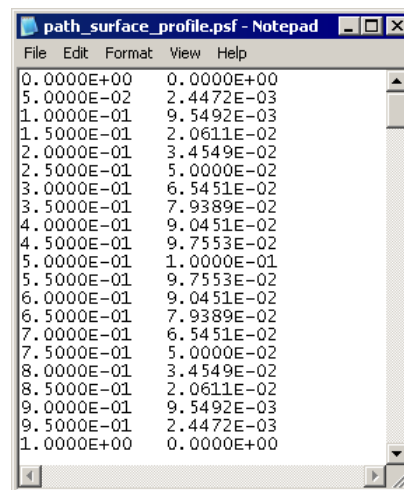 path_surface_profile.psf - Notepad
File Edit Format View Help
0.0000E+00 0.0000E+00
5.0000E-02 2.4472E-03
1.0000E-01 9.5492E-03
1.5000E-01 2.0611E-02
2.0000E-01 3.4549E-02
2.5000E-01 5.0000E-02
3.0000E-01 6.5451E-02
3.5000E-01 7.9389E-02
4.0000E-01 9.0451E-02
4.5000E-01 9.7553E-02
5.0000E-01 1.0000E-01
5.5000E-01 9.7553E-02
6.0000E-01 9.0451E-02
6.5000E-01 7.9389E-02
7.0000E-01 6.5451E-02
7.5000E-01 5.0000E-02
8.0000E-01 3.4549E-02
8.5000E-01 2.0611E-02
9.0000E-01 9.5492E-03
9.5000E-01 2.4472E-03
1.0000E+00 0.0000E+00